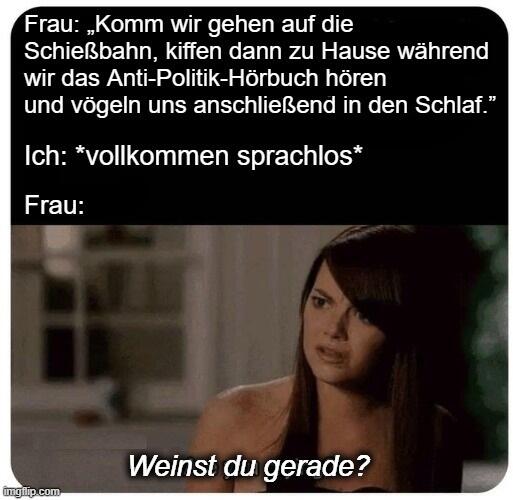 Frau: „Komm wir gehen auf die
Schießbahn, kiffen dann zu Hause während
wir das Anti-Politik-Hörbuch hören
und vögeln uns anschließend in den Schlaf.”
Ich: *vollkommen sprachlos*
Frau:
Weinst du gerade?
imgflip.com